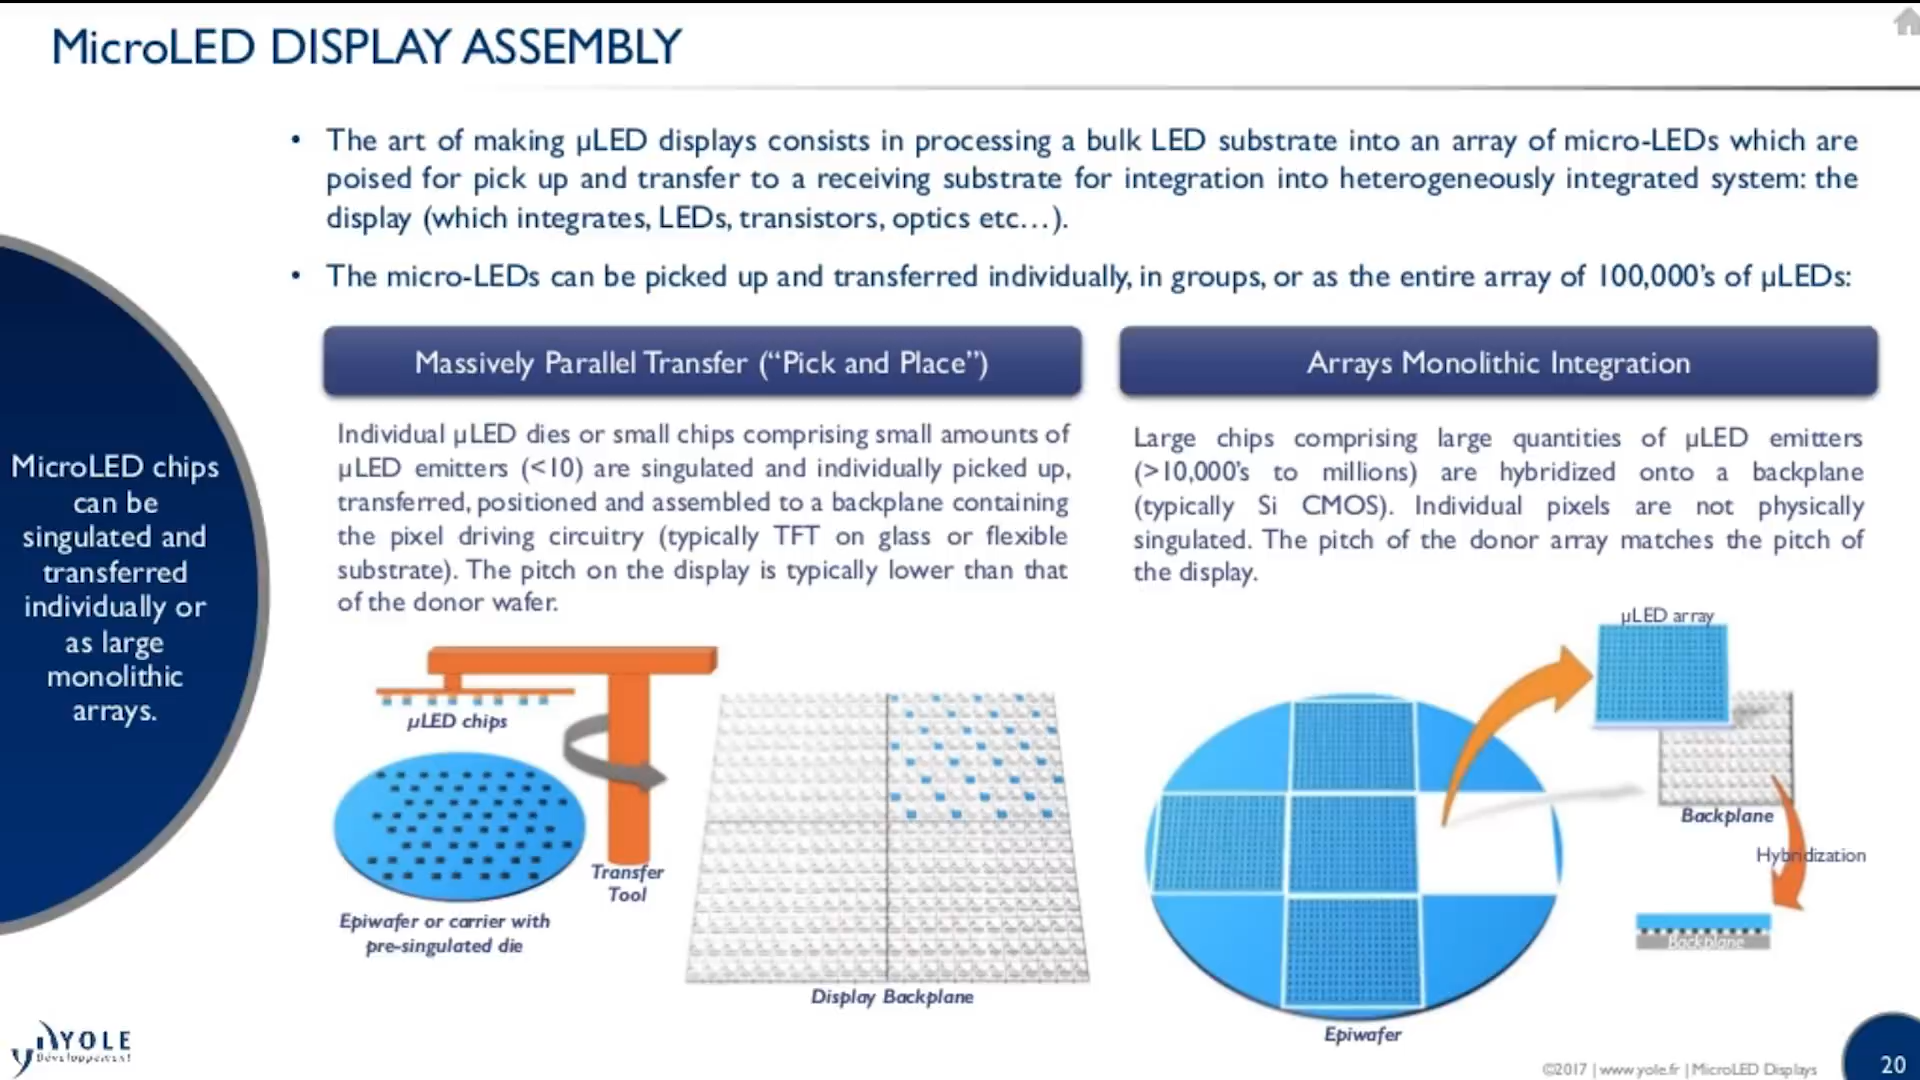 MicroLED DISPLAY ASSEMBLY
• The art of making µLED displays consists in processing a bulk LED substrate into an array of micro-LEDs which are
poised for pick up and transfer to a receiving substrate for integration into heterogeneously integrated system: the
display (which integrates, LEDs, transistors, optics etc…).
• The micro-LEDs can be picked up and transferred individually, in groups, or as the entire array of 100,000's of µLEDs:
MicroLED chips
can be
singulated and
transferred
individually or
as large
monolithic
arrays.
Massively Parallel Transfer (“Pick and Place”)
Individual µLED dies or small chips comprising small amounts of
µLED emitters (<10) are singulated and individually picked up,
transferred, positioned and assembled to a backplane containing
the pixel driving circuitry (typically TFT on glass or flexible
substrate). The pitch on the display is typically lower than that
of the donor wafer.
µLED chips
Transfer
Tool
Epiwafer or carrier with
pre-singulated die
Display Backplane
Arrays Monolithic Integration
Large chips comprising large quantities of µLED emitters
(>10,000's to millions) are hybridized onto a backplane
(typically Si CMOS). Individual pixels are not physically
singulated. The pitch of the donor array matches the pitch of
the display.
µLED array
Backplane
Hybridization
Backplane
Epiwafer
YOLE
Développement
©2017 | www.yole.fr | MicroLED Displays
20